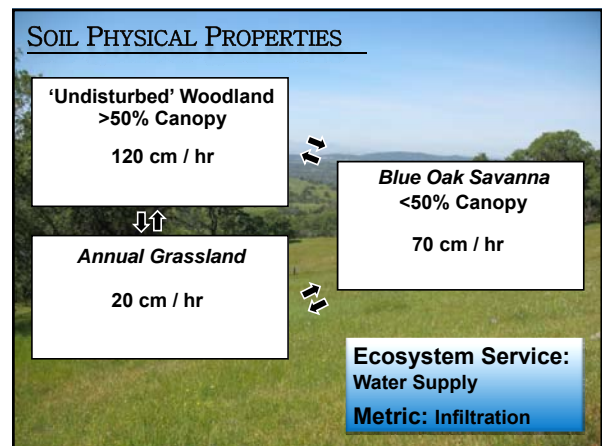 SOIL PHYSICAL PROPERTIES
‘Undisturbed’ Woodland
>50% Canopy
120 cm / hr
Blue Oak Savanna
<50% Canopy
70 cm / hr
Annual Grassland
20 cm / hr
Ecosystem Service:
Water Supply
Metric: Infiltration